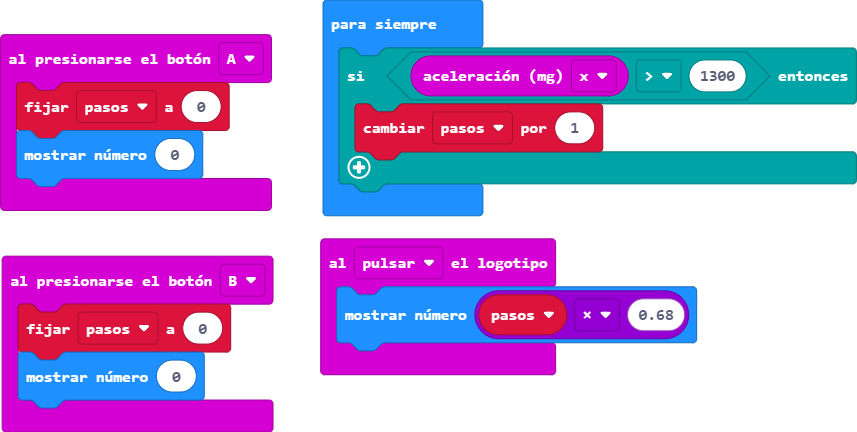 al presionarse el botón A
fijar pasos a 0
mostrar número 0
para siempre
si aceleración (mg) x > 1300 entonces
cambiar pasos por 1
al presionarse el botón B
fijar pasos a 0
mostrar número 0
al pulsar el logotipo
mostrar número pasos × 0.68